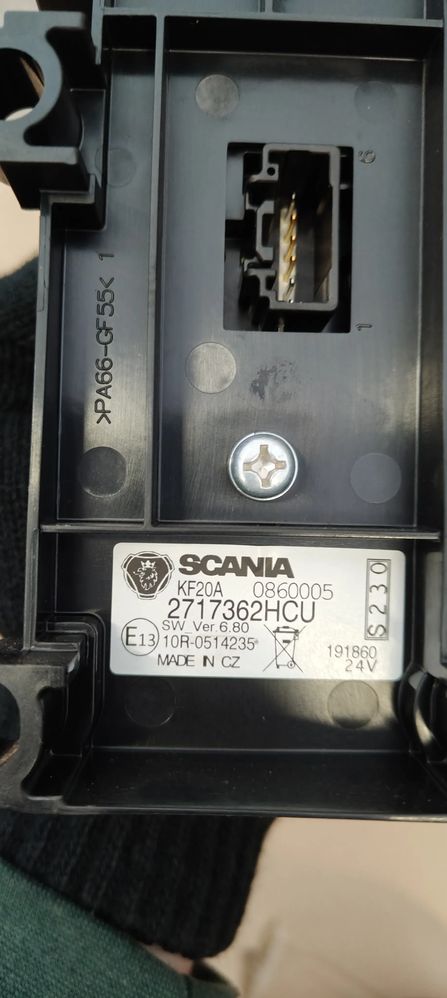 6
>PA66-GF55< 1
1
SCANIA
KF20A 0860005
2717362HCU
SW_Ver.6.80
E13 10R-0514235*
MADE IN CZ
S230
191860
24V